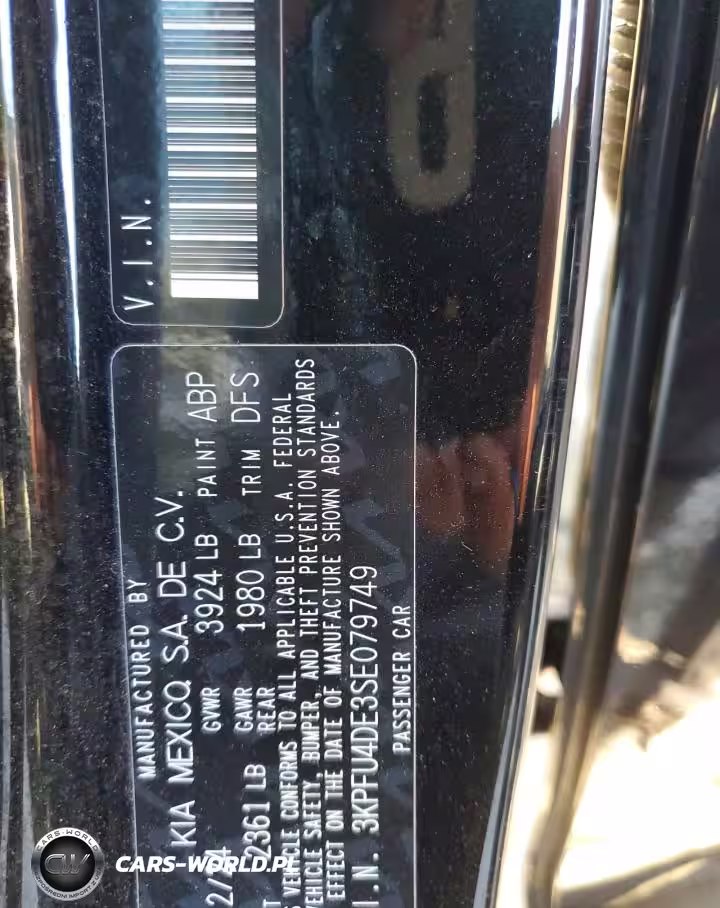 V.I.N.
MANUFACTURED BY
KIA MEXICO, S.A. DE C.V.
GVWR 3924 LB PAINT ABP
2361 LB GAWR REAR 1980 LB TRIM DFS
VEHICLE CONFORMS TO ALL APPLICABLE U.S.A. FEDERAL
VEHICLE SAFETY, BUMPER, AND THEFT PREVENTION STANDARDS
EFFECT ON THE DATE OF MANUFACTURE SHOWN ABOVE.
I.N. 3KPFU4DE3SE079749
PASSENGER CAR
CARS-WORLD.PL
CW